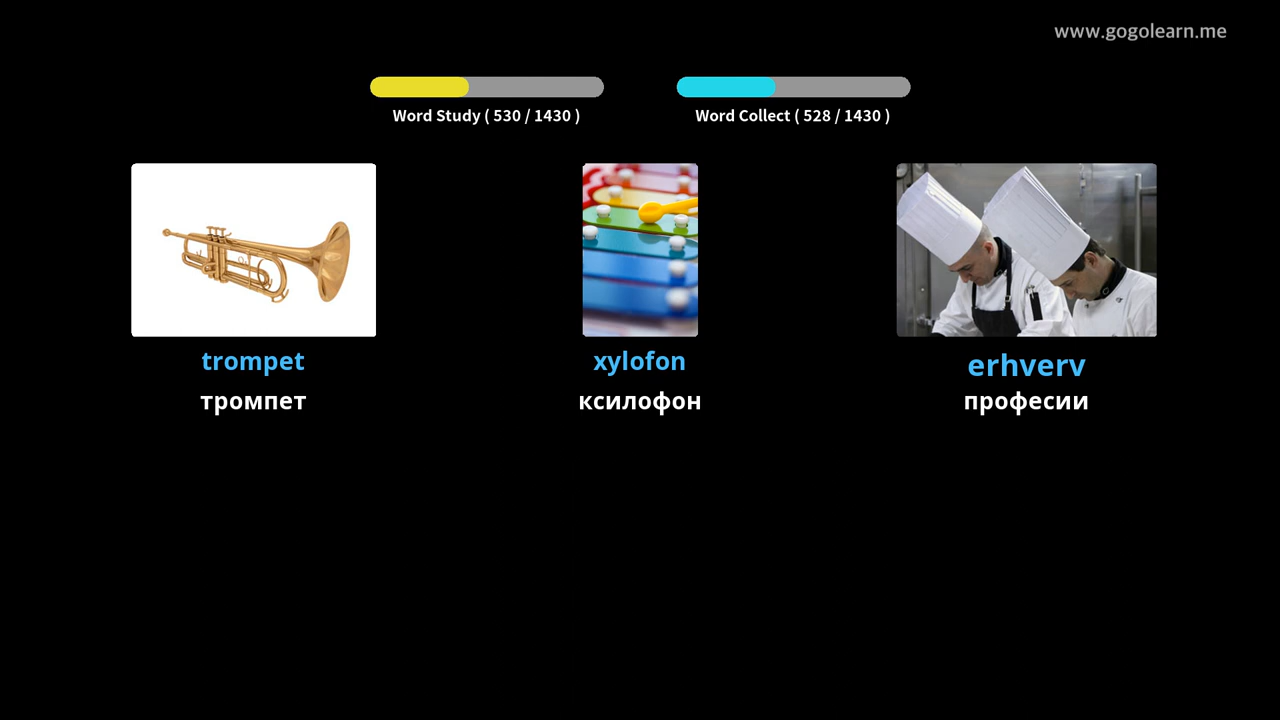 www.gogolearn.me
Word Study ( 530 / 1430 )
Word Collect ( 528 / 1430 )
trompet
тромпет
xylofon
ксилофон
erhverv
професии